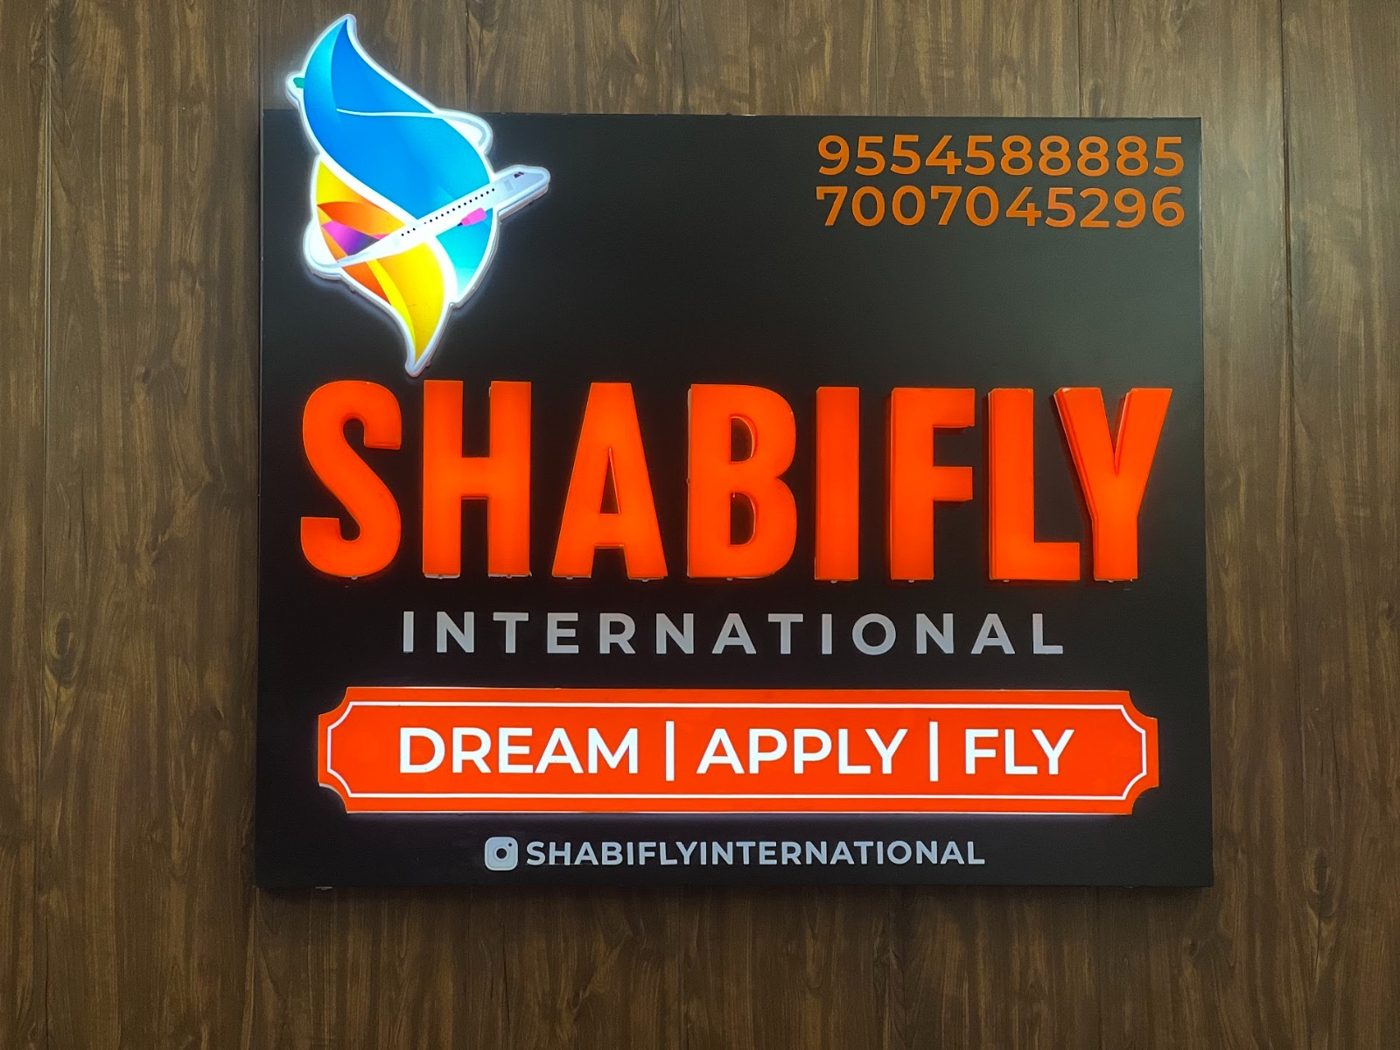 9554588885
7007045296
SHABIFLY
INTERNATIONAL
DREAM | APPLY | FLY
SHABIFLYINTERNATIONAL